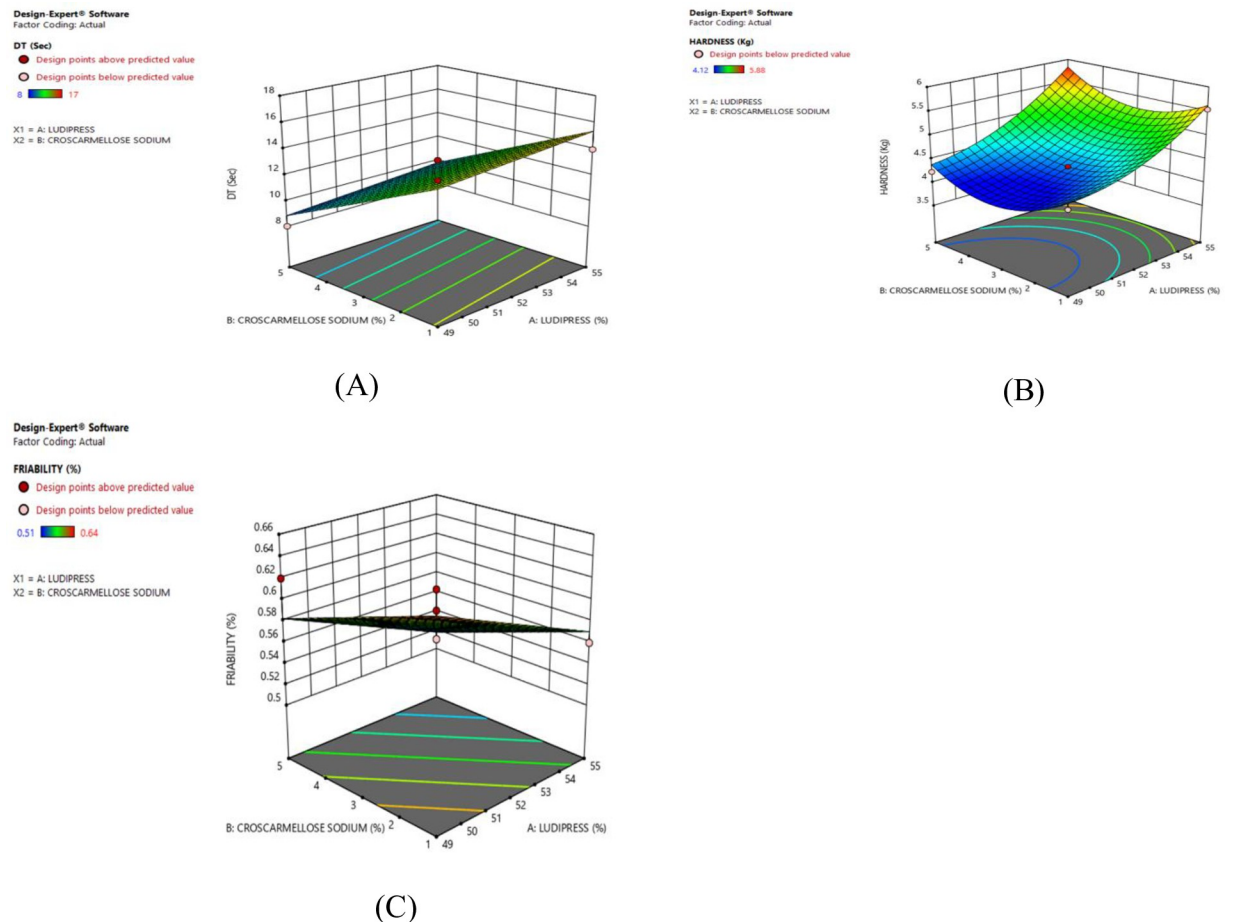 Design-Expert® Software
Factor Coding: Actual
DT (Sec)
Design points above predicted value
Design points below predicted value
8 17
X1 = A: LUDIPRESS
X2 = B: CROSCARMELLOSE SODIUM
18
16
14
12
10
8
DT (Sec)
5
4
3
2
1
B: CROSCARMELLOSE SODIUM (%)
49
50
51
52
53
54
55
A: LUDIPRESS (%)
(A)
Design-Expert® Software
Factor Coding: Actual
HARDNESS (Kg)
Design points below predicted value
4.12 5.88
X1 = A: LUDIPRESS
X2 = B: CROSCARMELLOSE SODIUM
6
5.5
5
4.5
4
3.5
HARDNESS (Kg)
5
4
3
2
1
B: CROSCARMELLOSE SODIUM (%)
49
50
51
52
53
54
55
A: LUDIPRESS (%)
(B)
Design-Expert® Software
Factor Coding: Actual
FRIABILITY (%)
Design points above predicted value
Design points below predicted value
0.51 0.64
X1 = A: LUDIPRESS
X2 = B: CROSCARMELLOSE SODIUM
0.66
0.64
0.62
0.6
0.58
0.56
0.54
0.52
0.5
FRIABILITY (%)
5
4
3
2
1
B: CROSCARMELLOSE SODIUM (%)
49
50
51
52
53
54
55
A: LUDIPRESS (%)
(C)